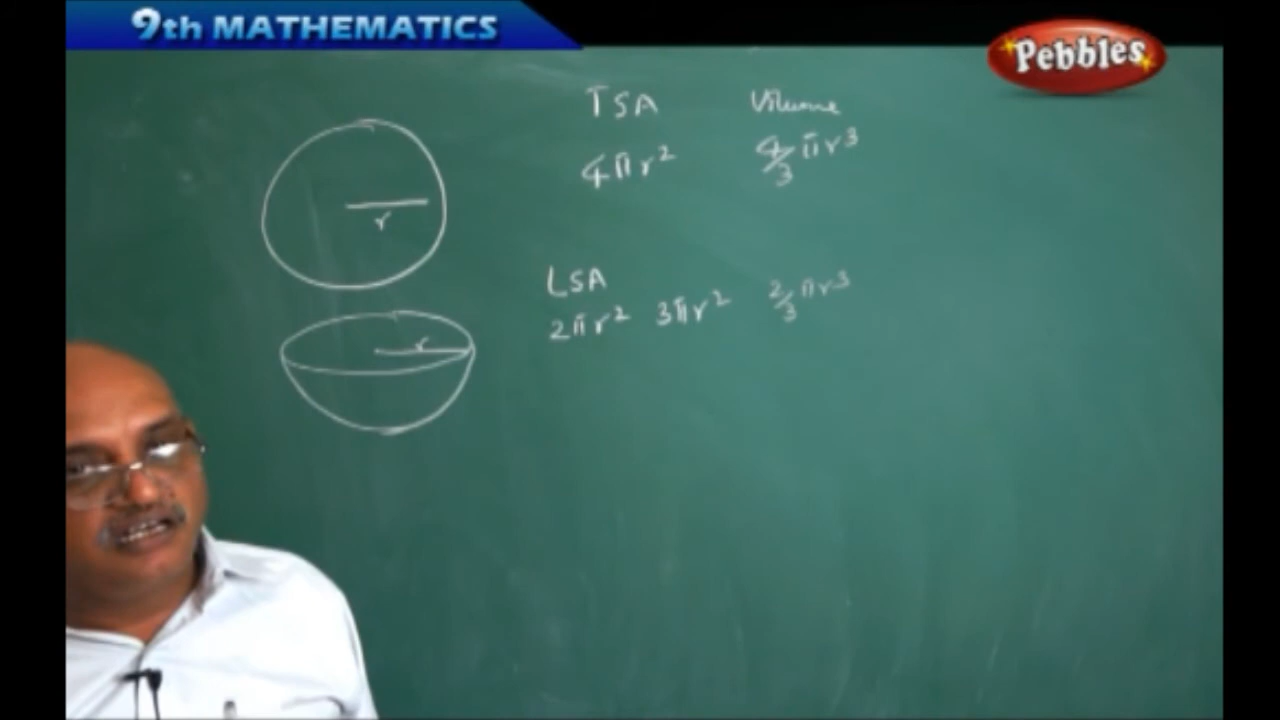 9th MATHEMATICS
Pebbles
TSA Volume
4πr² 4/3 πr³
r
LSA
2πr² 3πr² 2/3 πr³
r